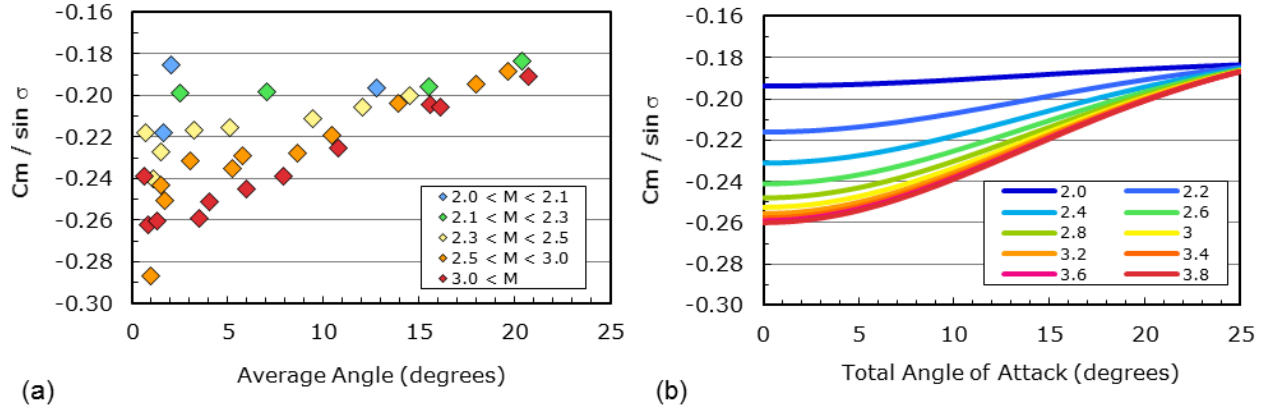 -0.16
-0.18
-0.20
-0.22
-0.24
-0.26
-0.28
-0.30
Cm / sin σ
0 5 10 15 20 25
Average Angle (degrees)
2.0 < M < 2.1
2.1 < M < 2.3
2.3 < M < 2.5
2.5 < M < 3.0
3.0 < M
(a)
-0.16
-0.18
-0.20
-0.22
-0.24
-0.26
-0.28
-0.30
Cm / sin σ
0 5 10 15 20 25
Total Angle of Attack (degrees)
2.0 2.2
2.4 2.6
2.8 3
3.2 3.4
3.6 3.8
(b)